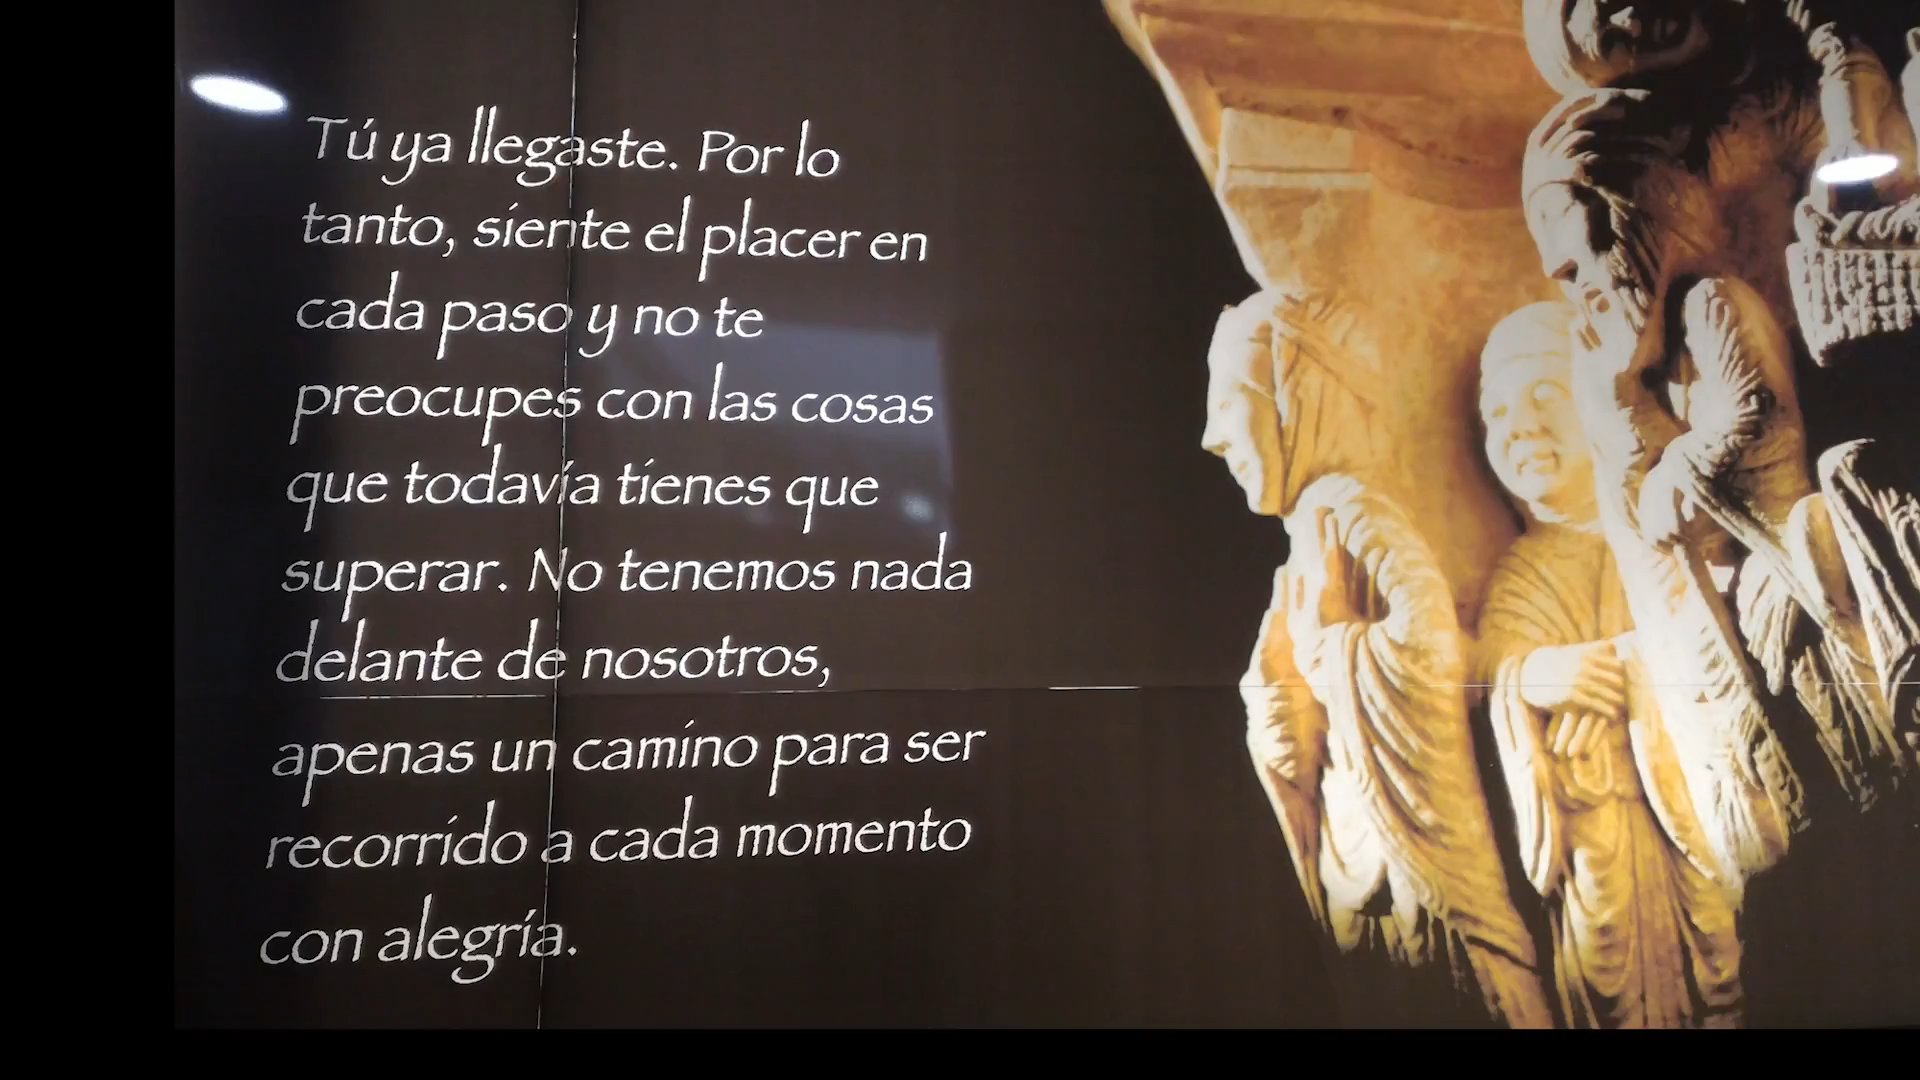 Tú ya llegaste. Por lo
tanto, siente el placer en
cada paso y no te
preocupes con las cosas
que todavía tienes que
superar. No tenemos nada
delante de nosotros,
apenas un camino para ser
recorrido a cada momento
con alegría.